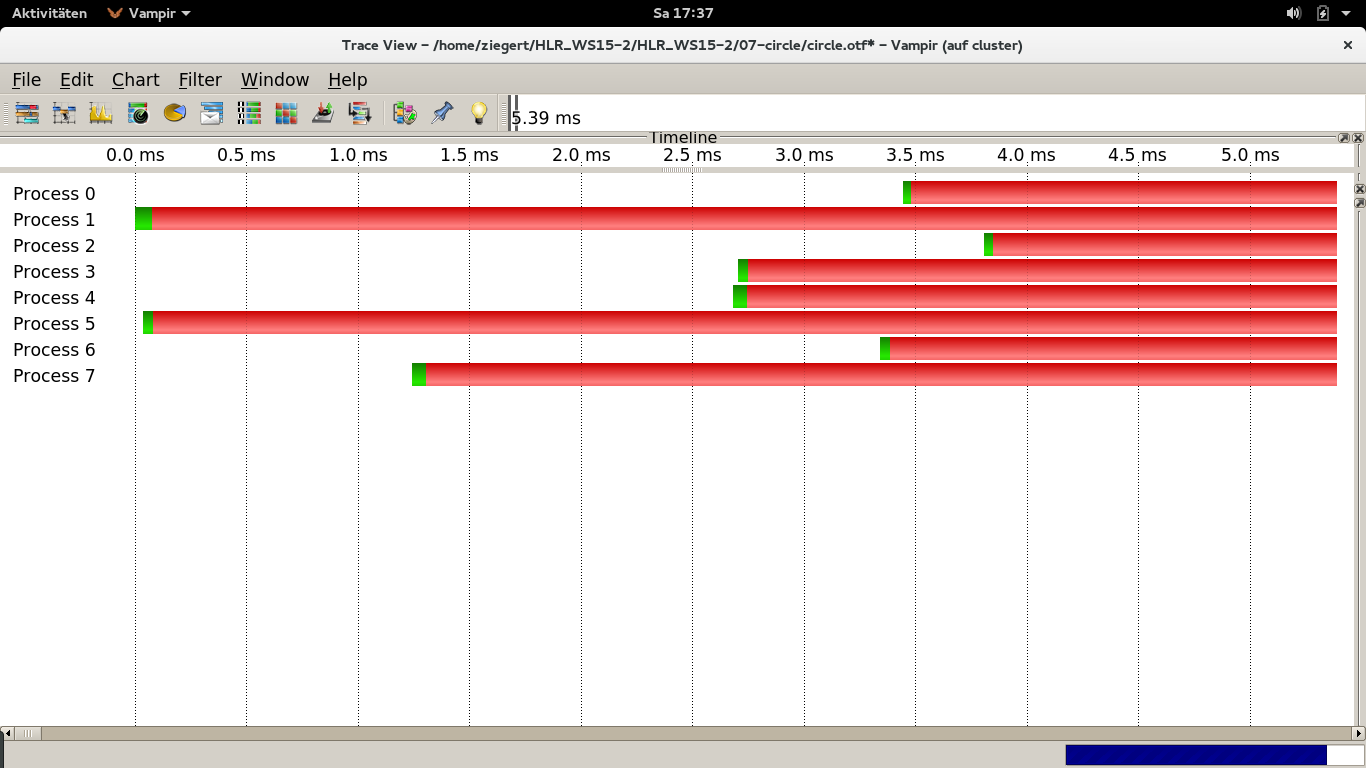 Aktivitäten Vampir Sa 17:37
Trace View – /home/ziegert/HLR_WS15-2/HLR_WS15-2/07-circle/circle.otf* – Vampir (auf cluster)
File Edit Chart Filter Window Help
5.39 ms
Timeline
0.0 ms 0.5 ms 1.0 ms 1.5 ms 2.0 ms 2.5 ms 3.0 ms 3.5 ms 4.0 ms 4.5 ms 5.0 ms
Process 0
Process 1
Process 2
Process 3
Process 4
Process 5
Process 6
Process 7